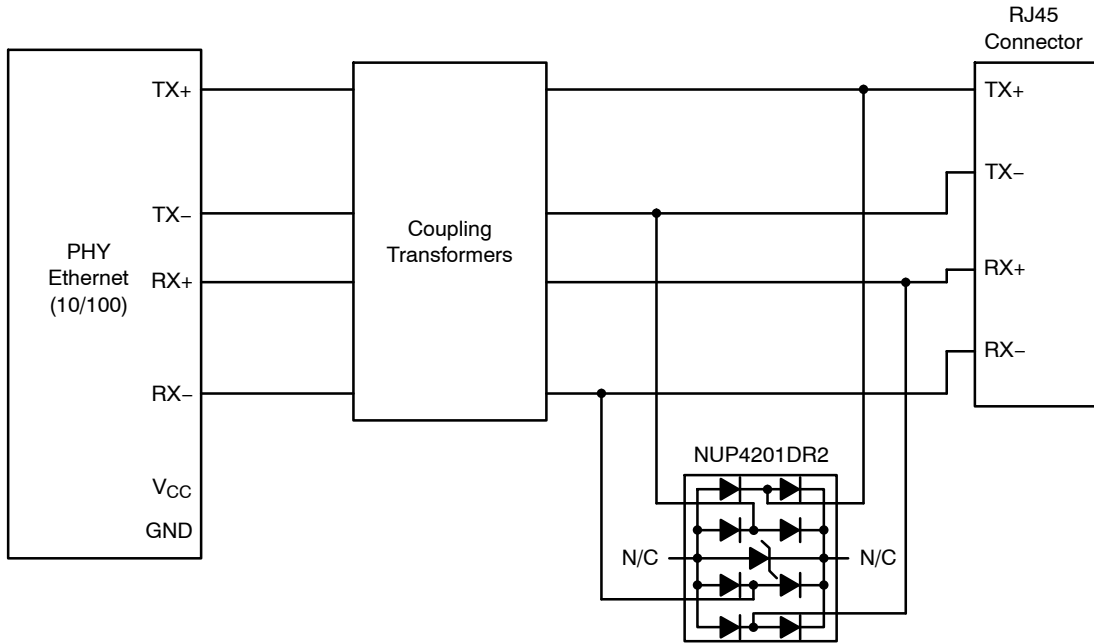 RJ45
Connector
TX+
TX+
TX−
TX−
Coupling
Transformers
PHY
Ethernet
(10/100)
RX+
RX+
RX−
RX−
NUP4201DR2
VCC
GND
N/C
N/C